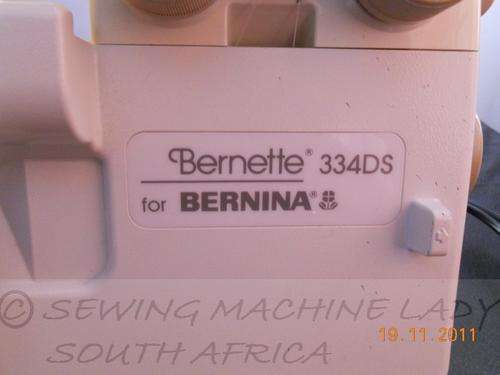 Bernette® 334DS
for BERNINA®
© SEWING MACHINE LADY
SOUTH AFRICA
19.11.2011